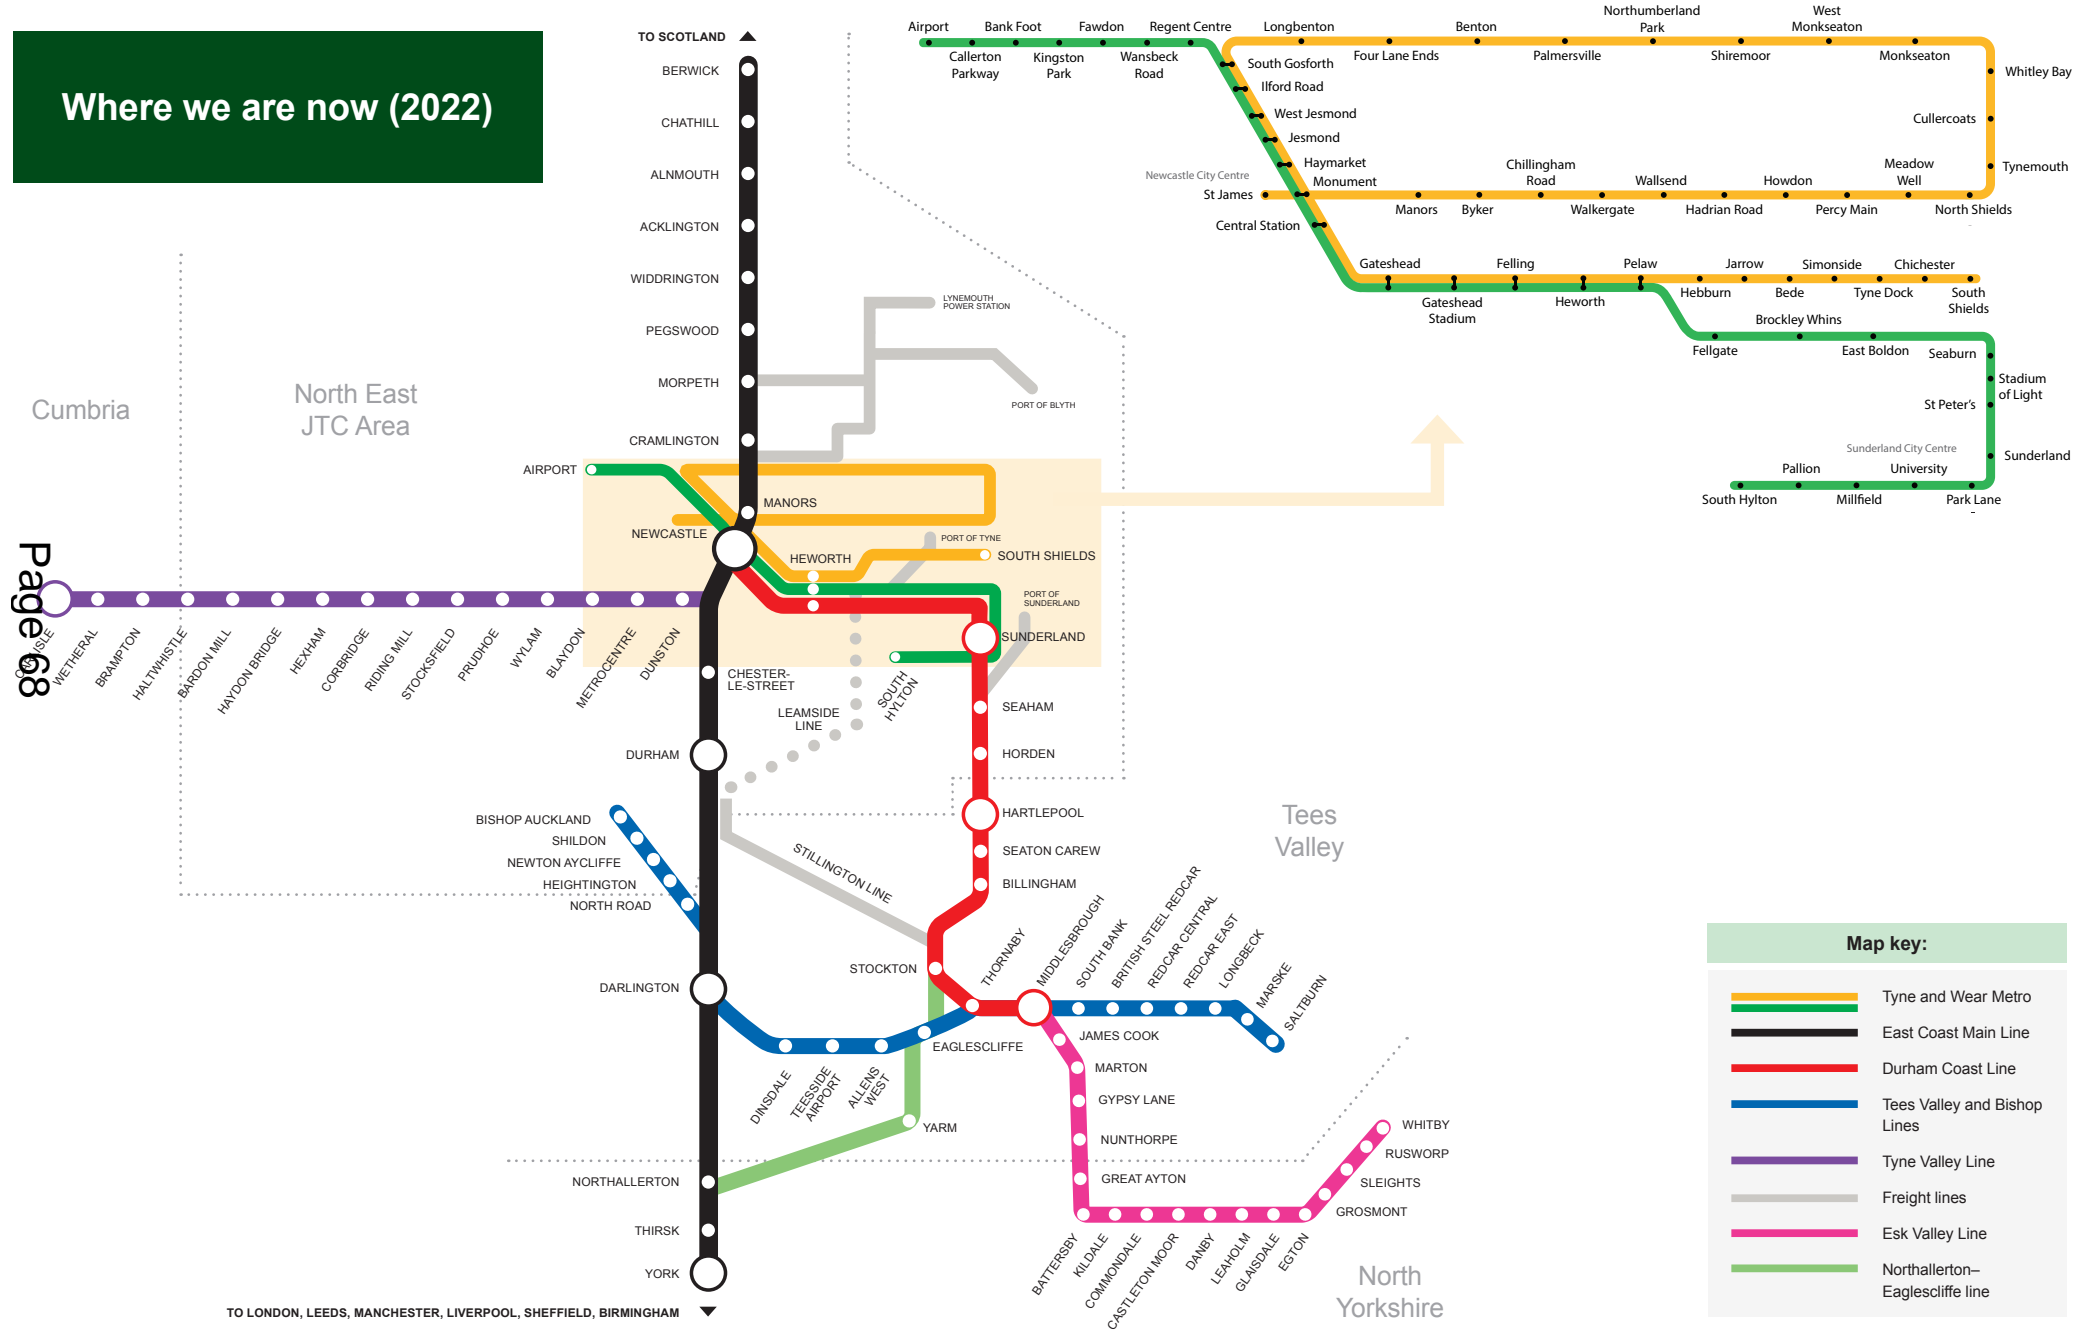 Where we are now (2022)
TO SCOTLAND
BERWICK
CHATHILL
ALNMOUTH
ACKLINGTON
WIDDRINGTON
PEGSWOOD
MORPETH
CRAMLINGTON
MANORS
NEWCASTLE
AIRPORT
HEWORTH
SOUTH SHIELDS
SUNDERLAND
SOUTH
HYLTON
LYNEMOUTH
POWER STATION
PORT OF BLYTH
PORT OF TYNE
PORT OF
SUNDERLAND
Cumbria
North East
JTC Area
Page 68
CARLISLE
WETHERAL
BRAMPTON
HALTWHISTLE
BARDON MILL
HAYDON BRIDGE
HEXHAM
CORBRIDGE
RIDING MILL
STOCKSFIELD
PRUDHOE
WYLAM
BLAYDON
METROCENTRE
DUNSTON
CHESTER-
LE-STREET
LEAMSIDE
LINE
DURHAM
SEAHAM
HORDEN
HARTLEPOOL
SEATON CAREW
BILLINGHAM
STILLINGTON LINE
BISHOP AUCKLAND
SHILDON
NEWTON AYCLIFFE
HEIGHTINGTON
NORTH ROAD
DARLINGTON
STOCKTON
THORNABY
MIDDLESBROUGH
SOUTH BANK
BRITISH STEEL REDCAR
REDCAR CENTRAL
REDCAR EAST
LONGBECK
MARSKE
SALTBURN
DINSDALE
TEESSIDE
AIRPORT
ALLENS
WEST
EAGLESCLIFFE
YARM
JAMES COOK
MARTON
GYPSY LANE
NUNTHORPE
GREAT AYTON
BATTERSBY
KILDALE
COMMONDALE
CASTLETON MOOR
DANBY
LEAHOLM
GLAISDALE
EGTON
GROSMONT
SLEIGHTS
RUSWORP
WHITBY
NORTHALLERTON
THIRSK
YORK
TO LONDON, LEEDS, MANCHESTER, LIVERPOOL, SHEFFIELD, BIRMINGHAM
Tees
Valley
North
Yorkshire
Airport
Callerton
Parkway
Bank Foot
Kingston
Park
Fawdon
Wansbeck
Road
Regent Centre
Longbenton
Four Lane Ends
Benton
Palmersville
Northumberland
Park
Shiremoor
West
Monkseaton
Monkseaton
Whitley Bay
Cullercoats
Tynemouth
South Gosforth
Ilford Road
West Jesmond
Jesmond
Haymarket
Monument
Newcastle City Centre
St James
Central Station
Manors
Byker
Chillingham
Road
Walkergate
Wallsend
Hadrian Road
Howdon
Percy Main
Meadow
Well
North Shields
Gateshead
Gateshead
Stadium
Felling
Heworth
Pelaw
Hebburn
Jarrow
Bede
Simonside
Tyne Dock
Chichester
South
Shields
Fellgate
Brockley Whins
East Boldon
Seaburn
Stadium
of Light
St Peter's
Sunderland City Centre
Sunderland
Park Lane
University
Millfield
Pallion
South Hylton
Map key:
Tyne and Wear Metro
East Coast Main Line
Durham Coast Line
Tees Valley and Bishop
Lines
Tyne Valley Line
Freight lines
Esk Valley Line
Northallerton–
Eaglescliffe line